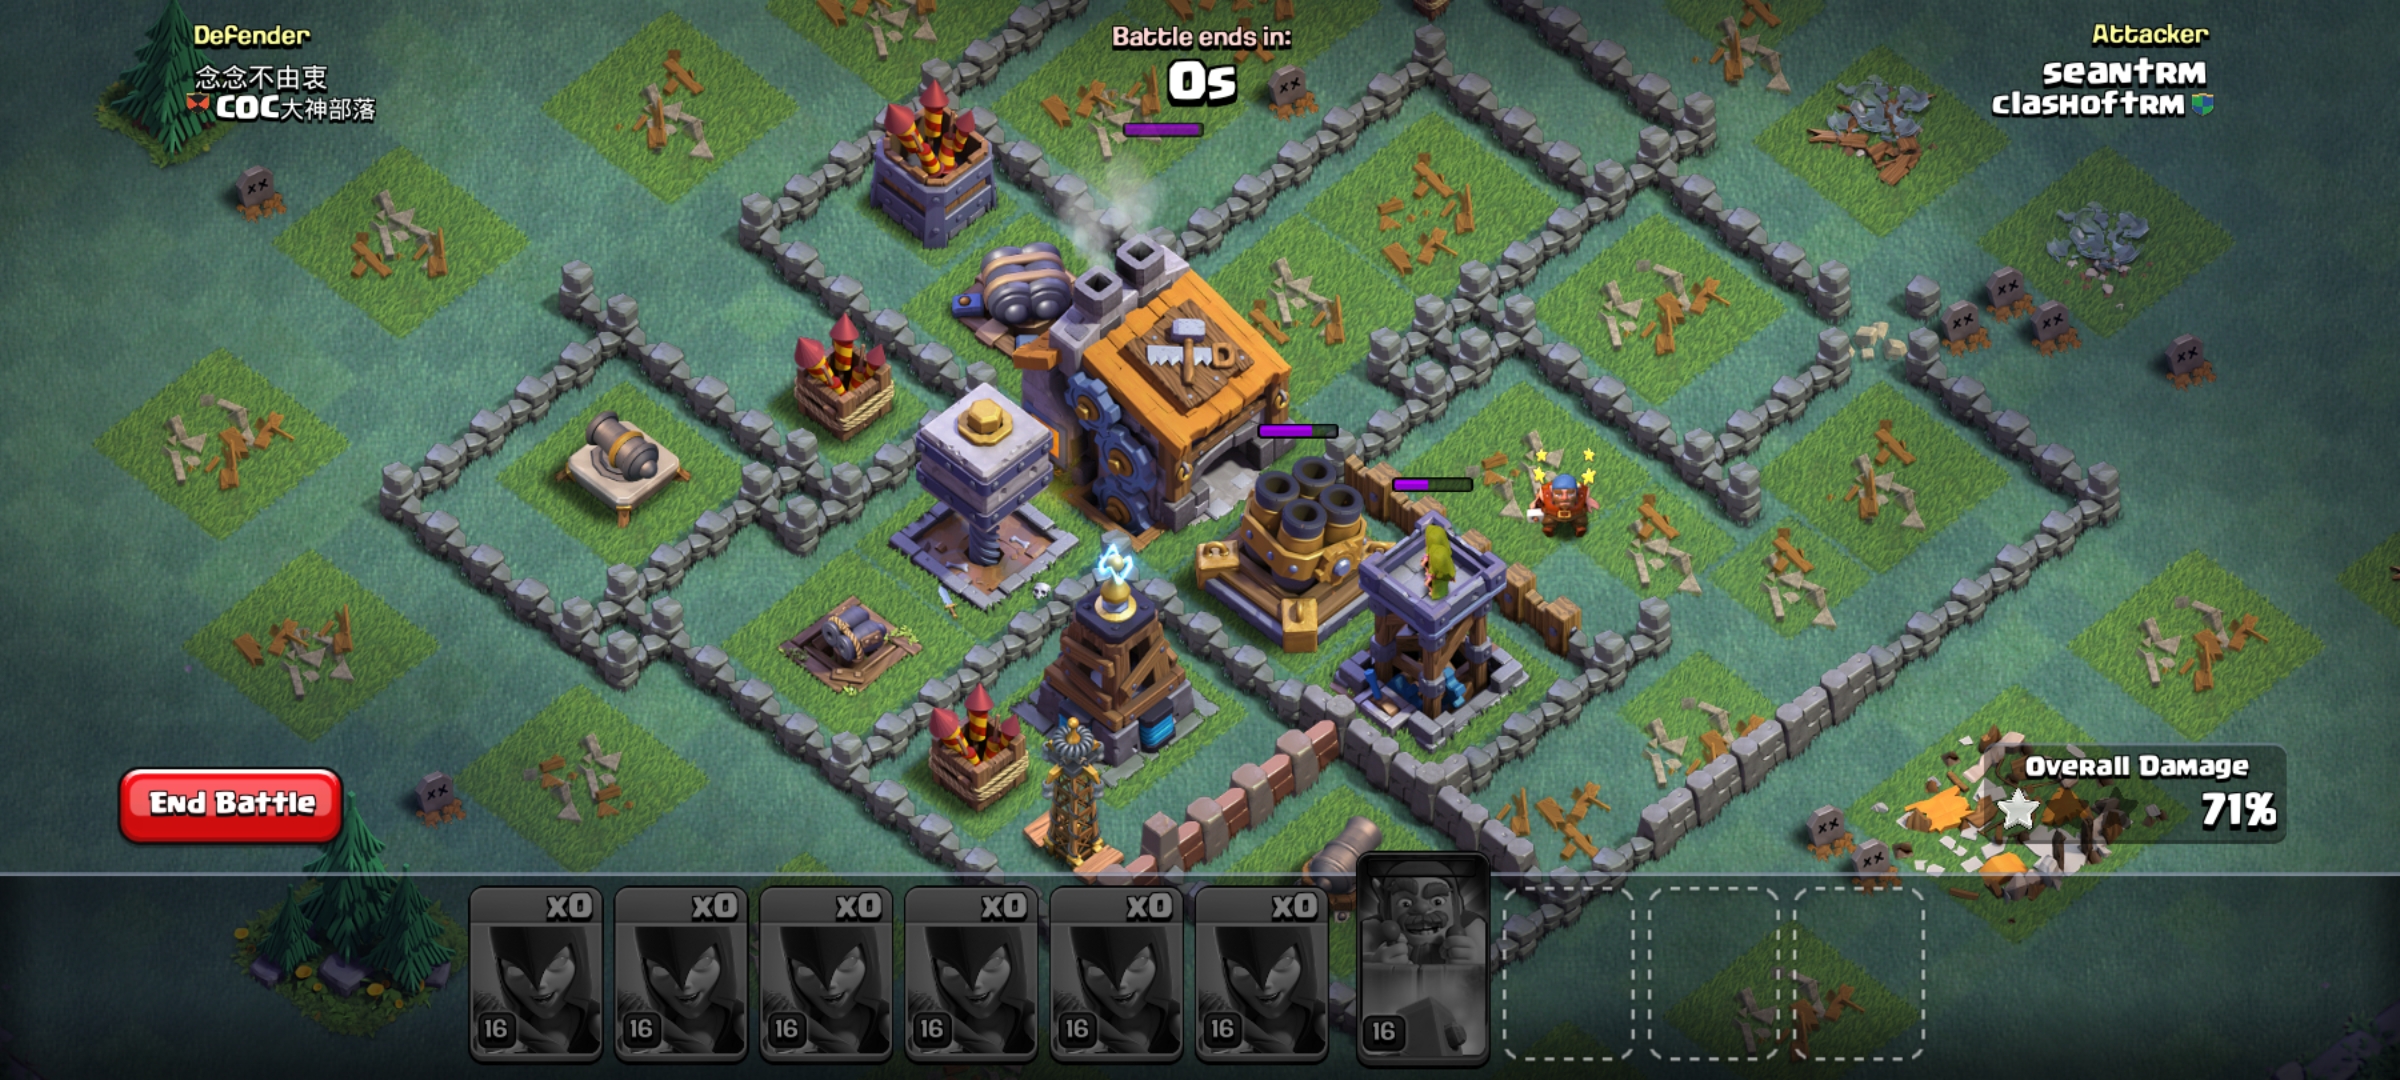 Defender
念念不由衷
COC大神部落
Battle ends in:
0s
Attacker
seantRM
clashoftRM
End Battle
Overall Damage
71%
x0 x0 x0 x0 x0 x0
16 16 16 16 16 16 16